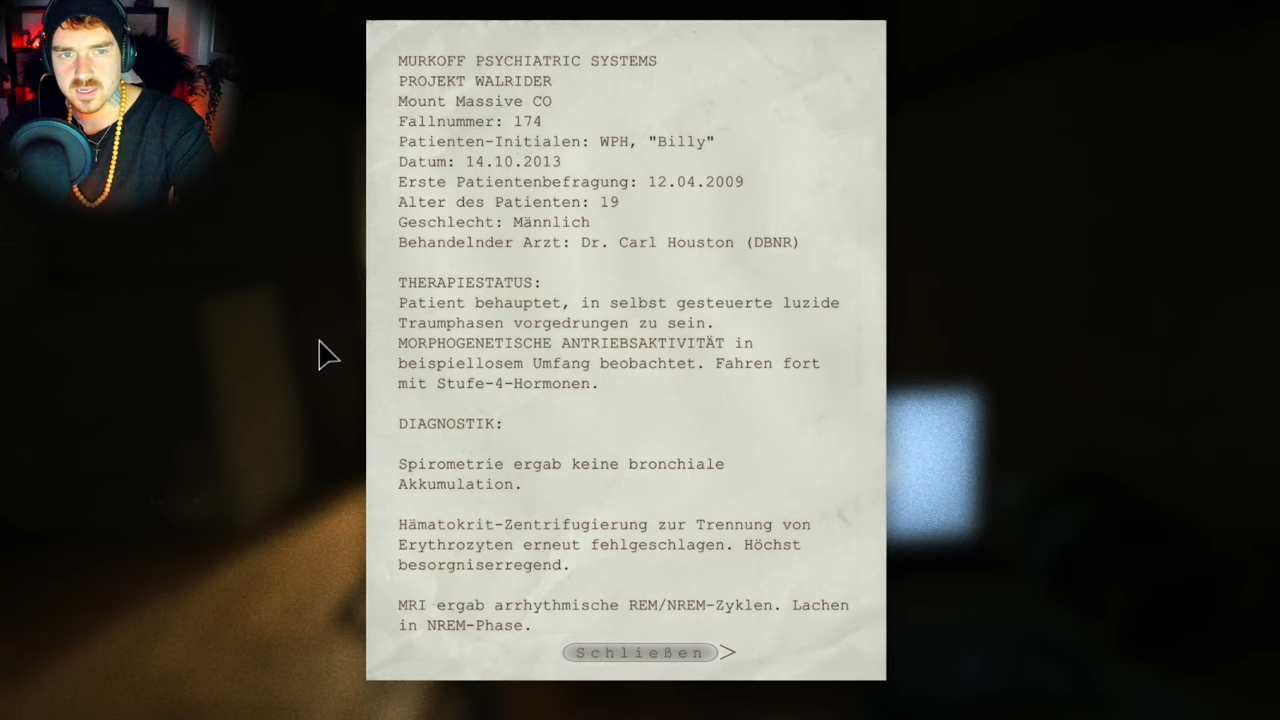 MURKOFF PSYCHIATRIC SYSTEMS
PROJEKT WALRIDER
Mount Massive CO
Fallnummer: 174
Patienten-Initialen: WPH, "Billy"
Datum: 14.10.2013
Erste Patientenbefragung: 12.04.2009
Alter des Patienten: 19
Geschlecht: Männlich
Behandelnder Arzt: Dr. Carl Houston (DBNR)
THERAPIESTATUS:
Patient behauptet, in selbst gesteuerte luzide
Traumphasen vorgedrungen zu sein.
MORPHOGENETISCHE ANTRIEBSAKTIVITÄT in
beispiellosem Umfang beobachtet. Fahren fort
mit Stufe-4-Hormonen.
DIAGNOSTIK:
Spirometrie ergab keine bronchiale
Akkumulation.
Hämatokrit-Zentrifugierung zur Trennung von
Erythrozyten erneut fehlgeschlagen. Höchst
besorgniserregend.
MRI ergab arrhythmische REM/NREM-Zyklen. Lachen
in NREM-Phase.
Schließen >